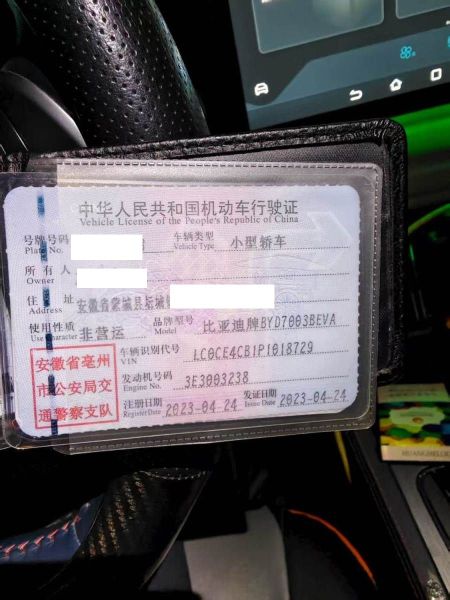 中华人民共和国机动车行驶证
Vehicle License of the People's Republic of China
号牌号码
Plate No.
车辆类型 小型轿车
Vehicle Type
所有人
Owner
住 址 安徽省蒙城县坛城镇
Address
使用性质 非营运
Use Character
品牌型号 比亚迪牌BYD7003BEVA
Model
车辆识别代号 LC0CE4CB1P1018729
VIN
发动机号码 3E3003238
Engine No.
注册日期 2023-04-24
Register Date
发证日期 2023-04-24
Issue Date
安徽省亳州
市公安局交
通警察支队